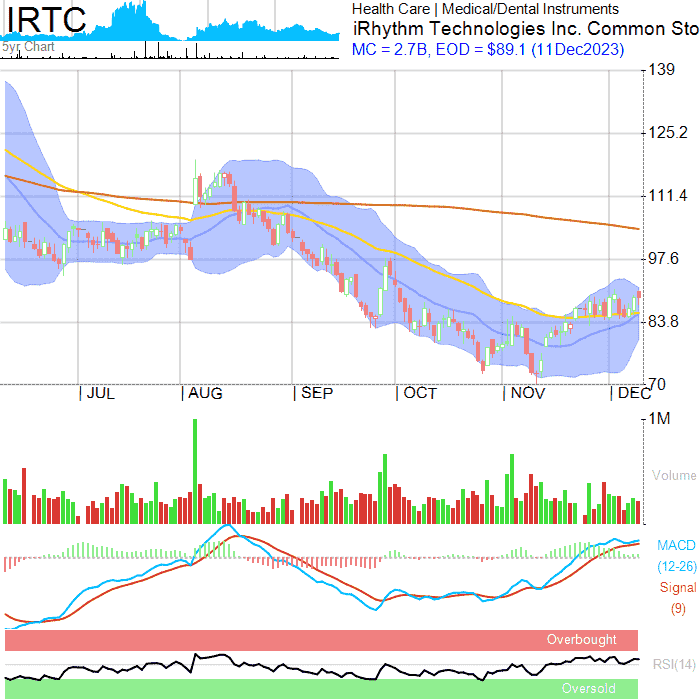 IRTC
5yr Chart
Health Care | Medical/Dental Instruments
iRhythm Technologies Inc. Common Sto
MC = 2.7B, EOD = $89.1 (11Dec2023)
139
125.2
111.4
97.6
83.8
70
JUL AUG SEP OCT NOV DEC
1M
Volume
MACD
(12-26)
Signal
(9)
Overbought
RSI(14)
Oversold